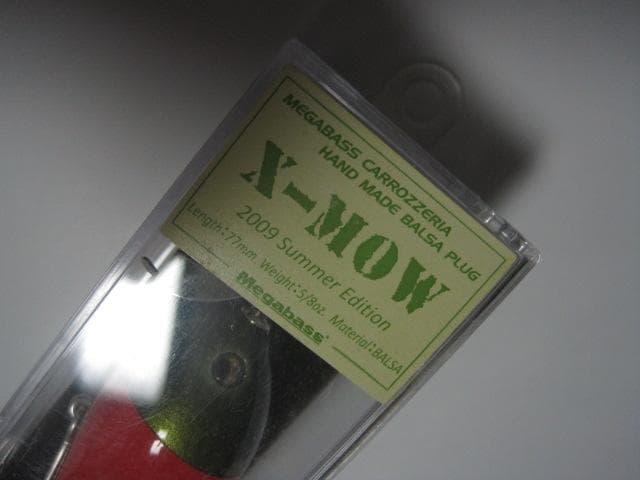 MEGABASS CARROZZERIA
HAND MADE BALSA PLUG
X-MOW
2009 Summer Edition
Length:77mm Weight:5/8oz. Material:BALSA
Megabass